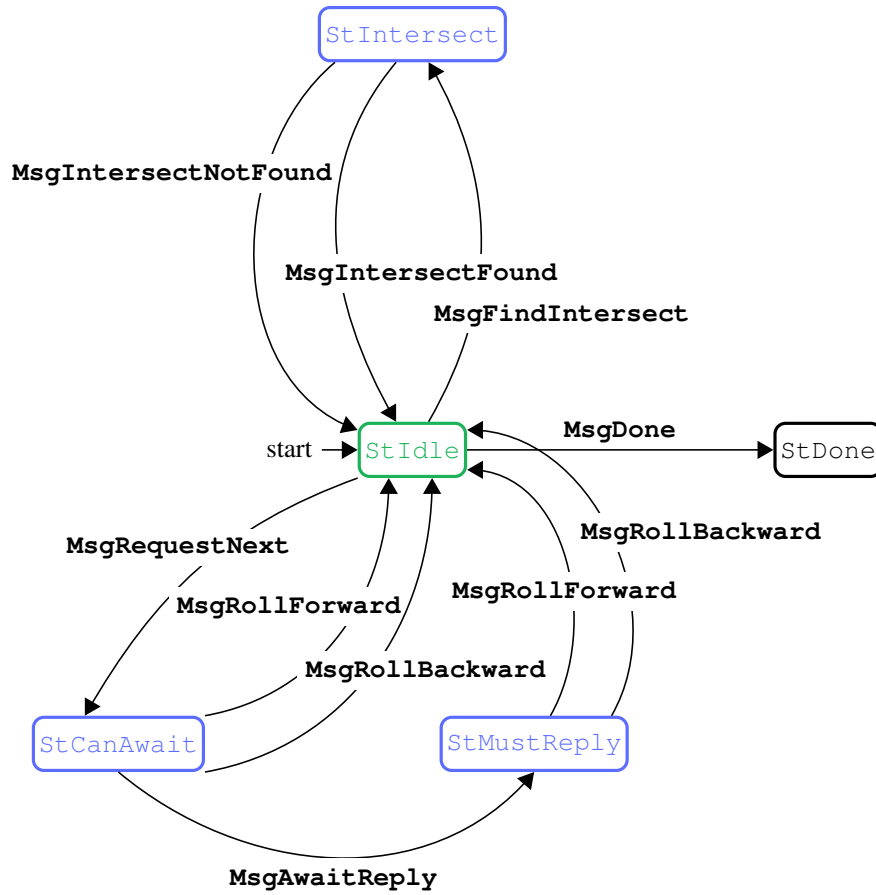 StIntersect
MsgIntersectNotFound
MsgIntersectFound
MsgFindIntersect
MsgDone
start
StIdle
StDone
MsgRollBackward
MsgRequestNext
MsgRollForward
MsgRollForward
MsgRollBackward
StCanAwait
StMustReply
MsgAwaitReply